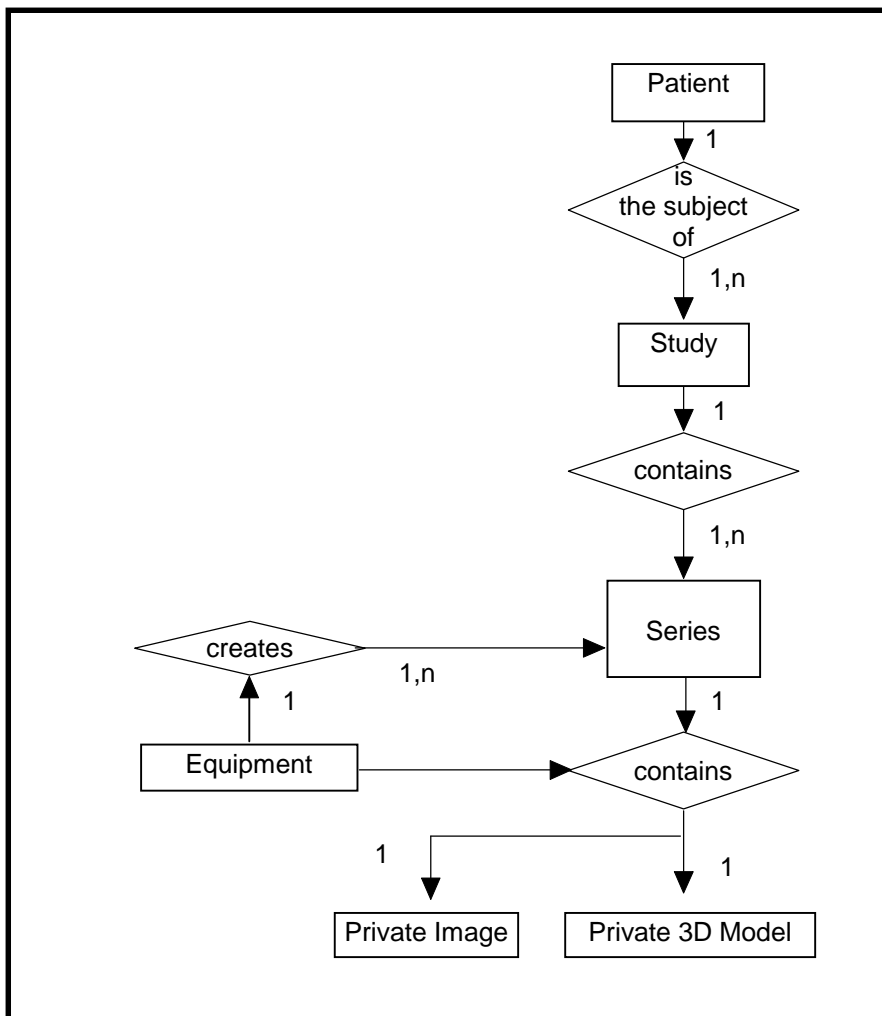 Patient
1
is
the subject
of
1,n
Study
1
contains
1,n
Series
creates
1,n
1
1
Equipment
contains
1
1
Private Image
Private 3D Model